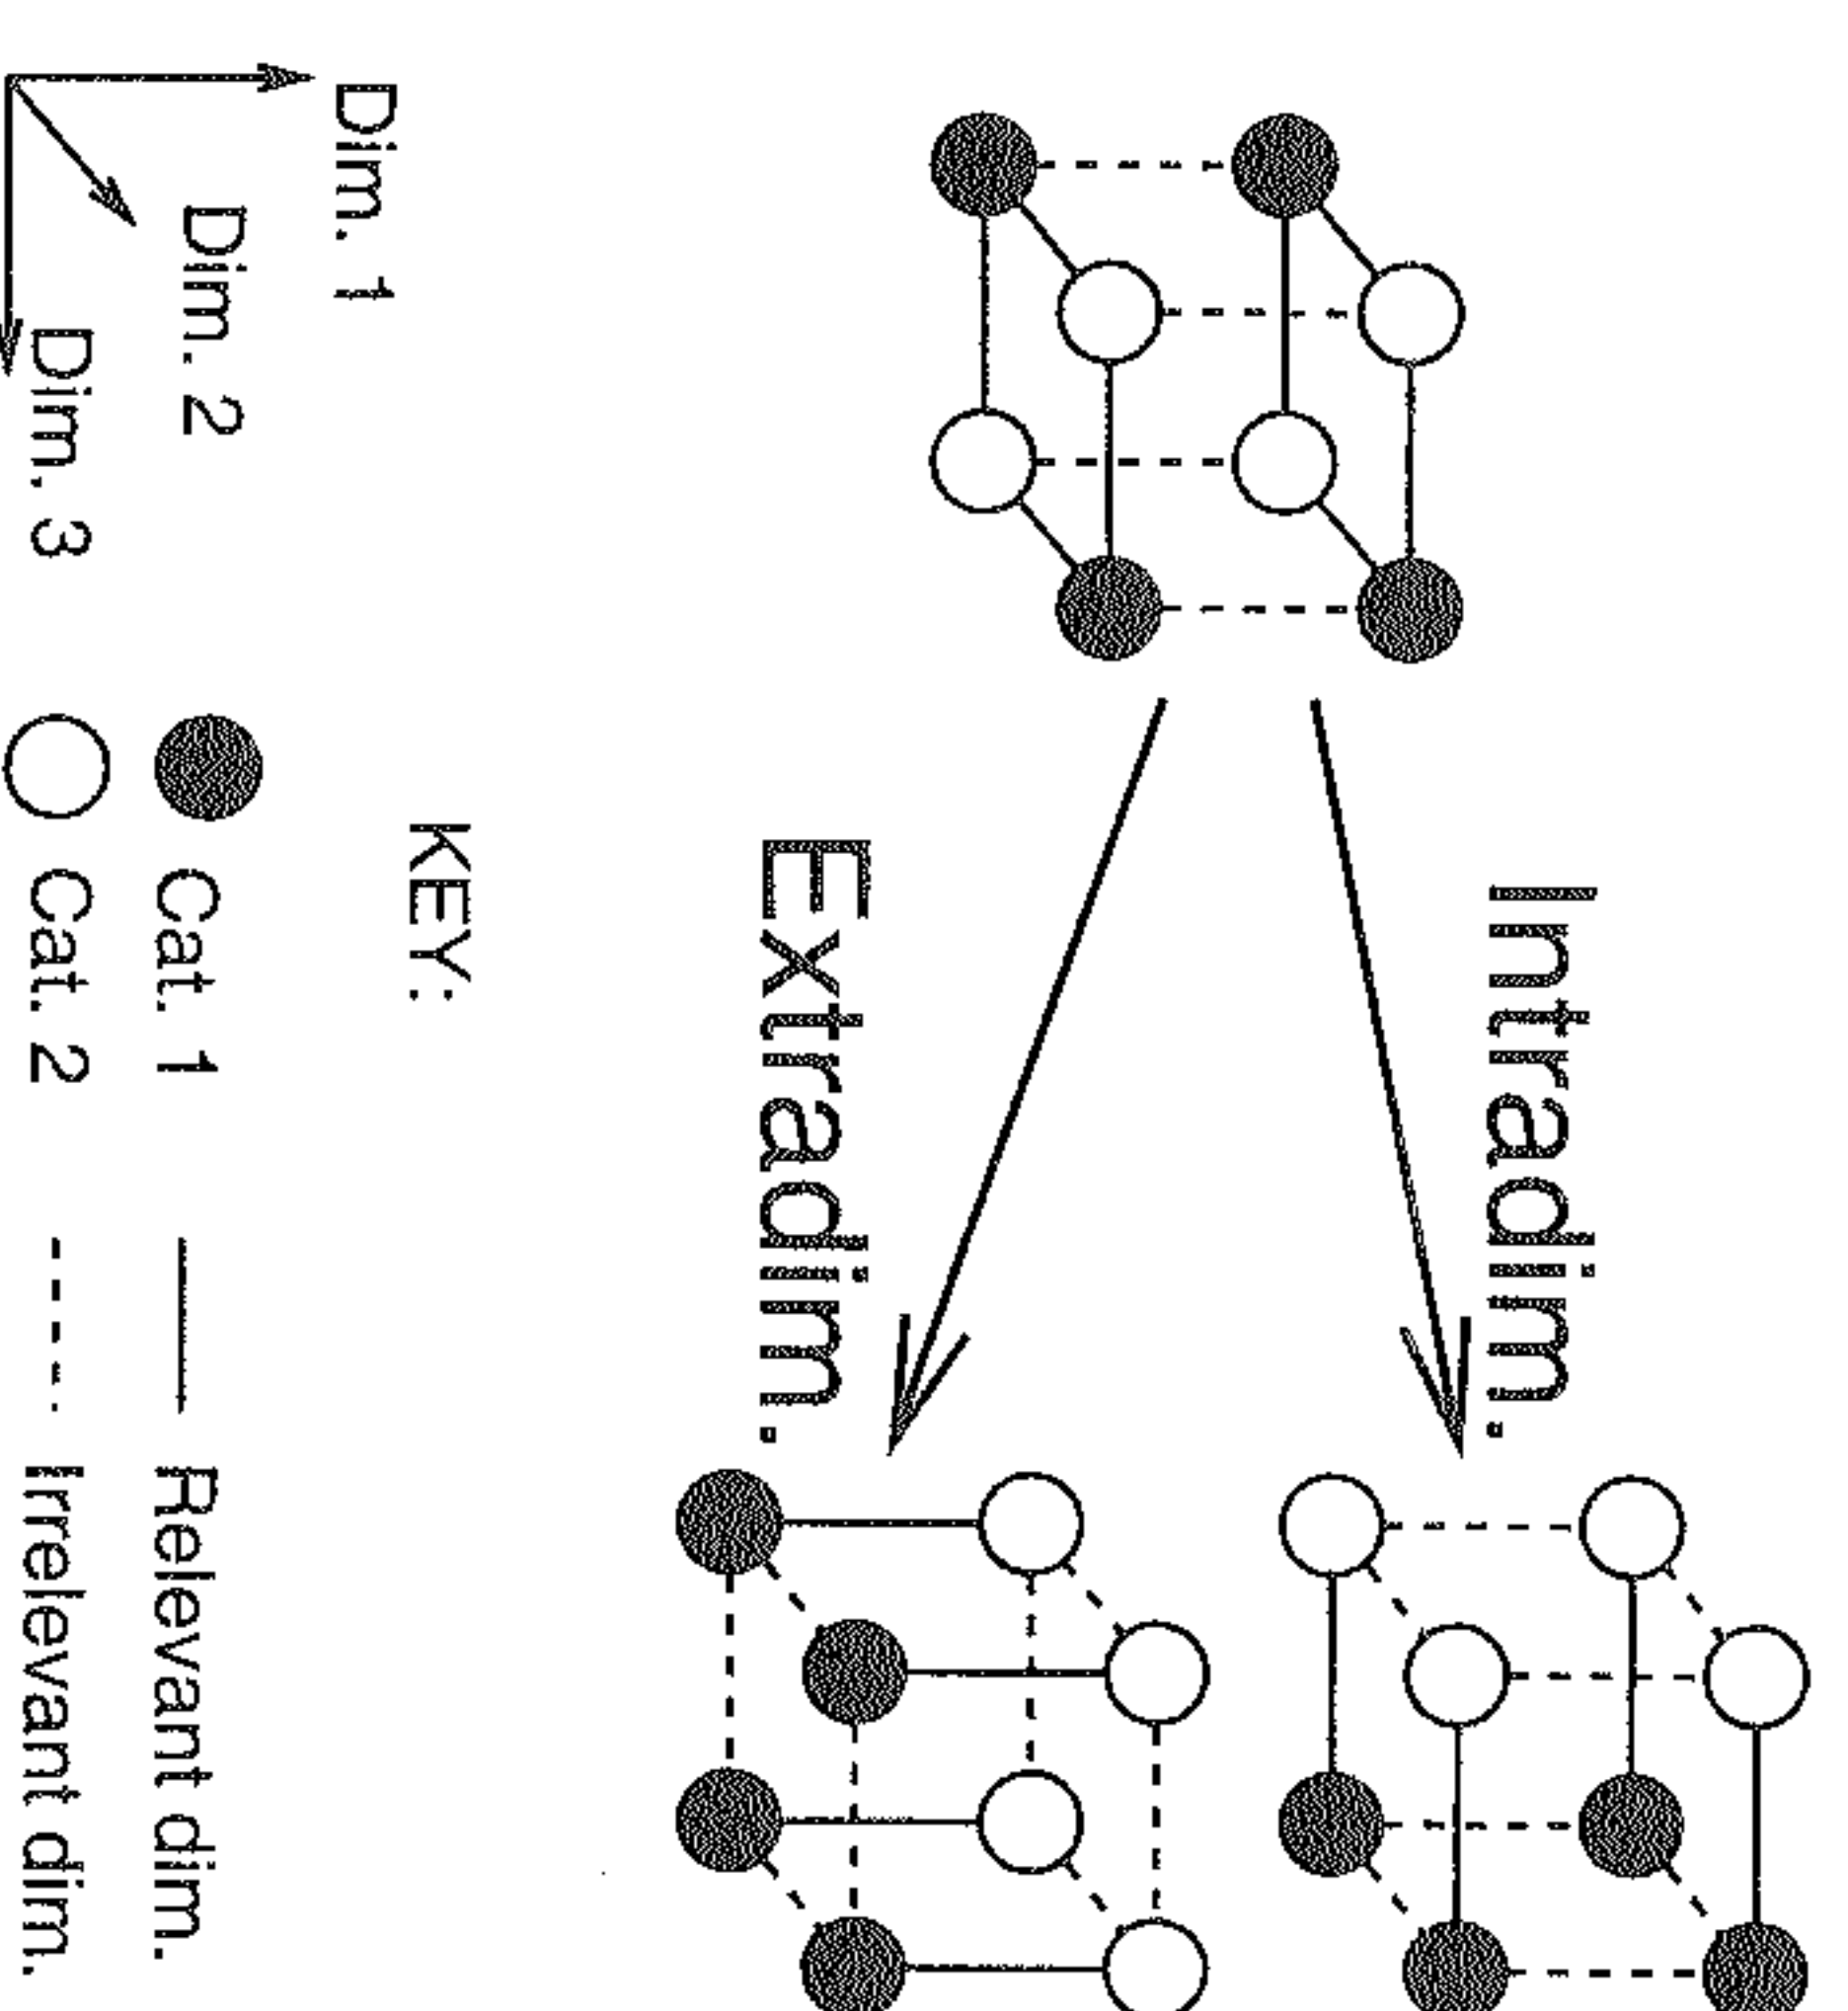 Intradim.
Extradim.
KEY:
Dim. 1
Dim. 2
Dim. 3
Cat. 1
Cat. 2
Relevant dim.
Irrelevant dim.